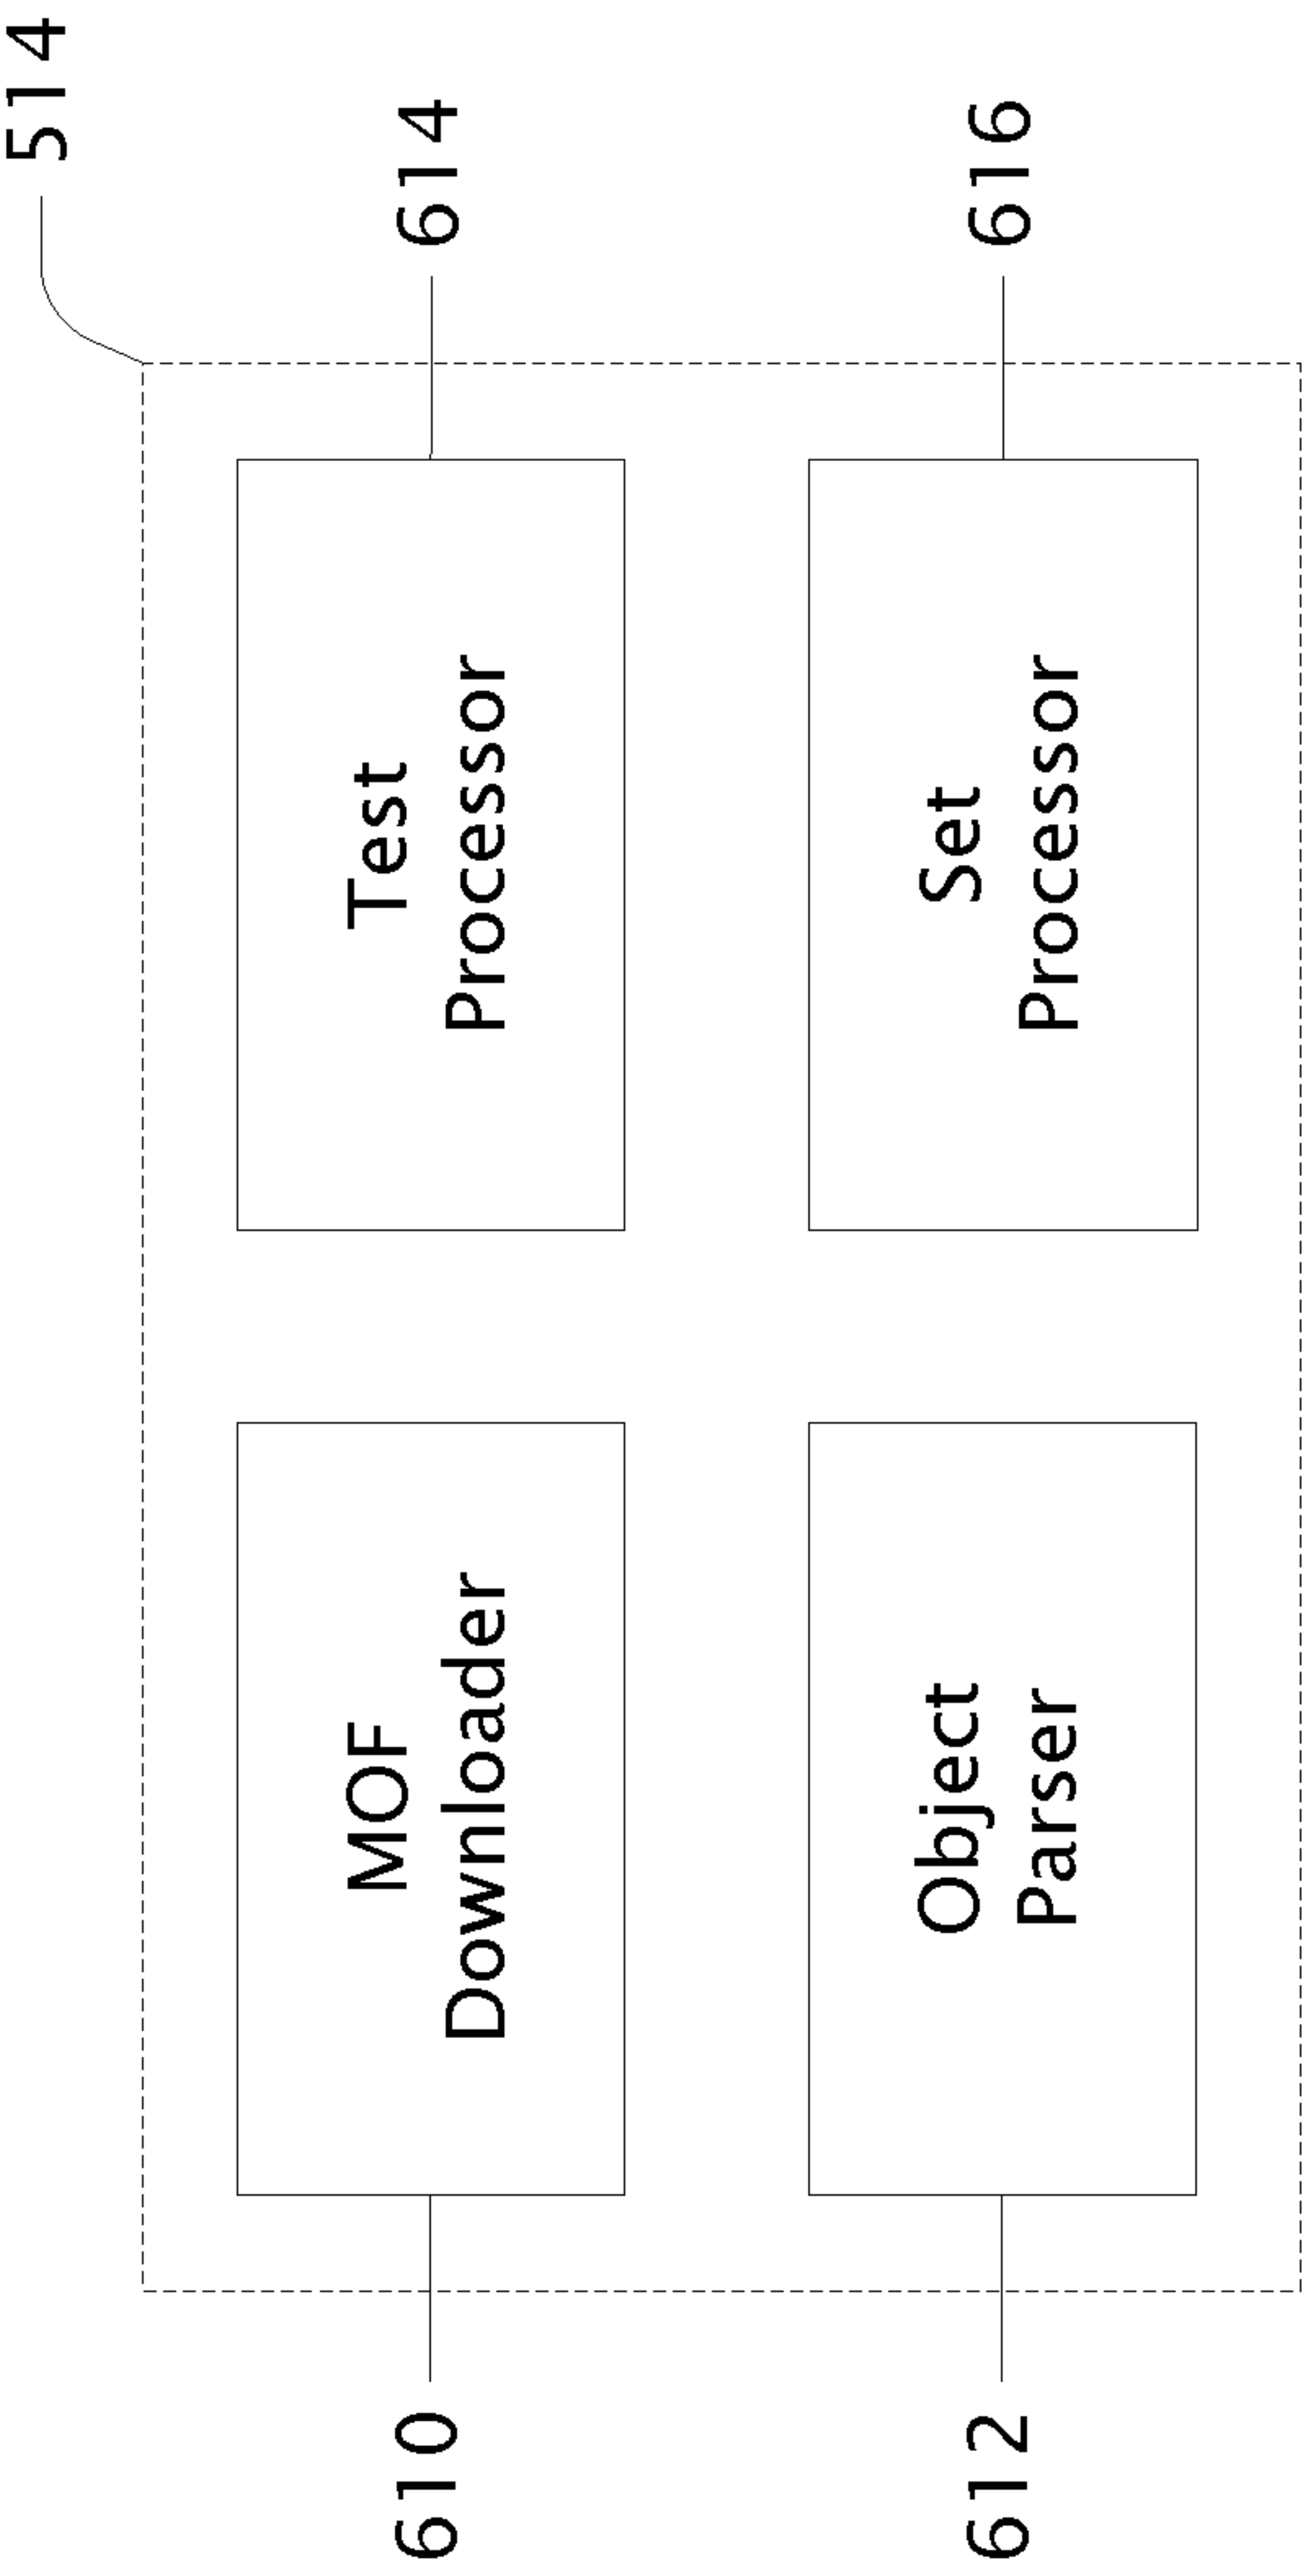 514
610
MOF
Downloader
Test
Processor
614
612
Object
Parser
Set
Processor
616